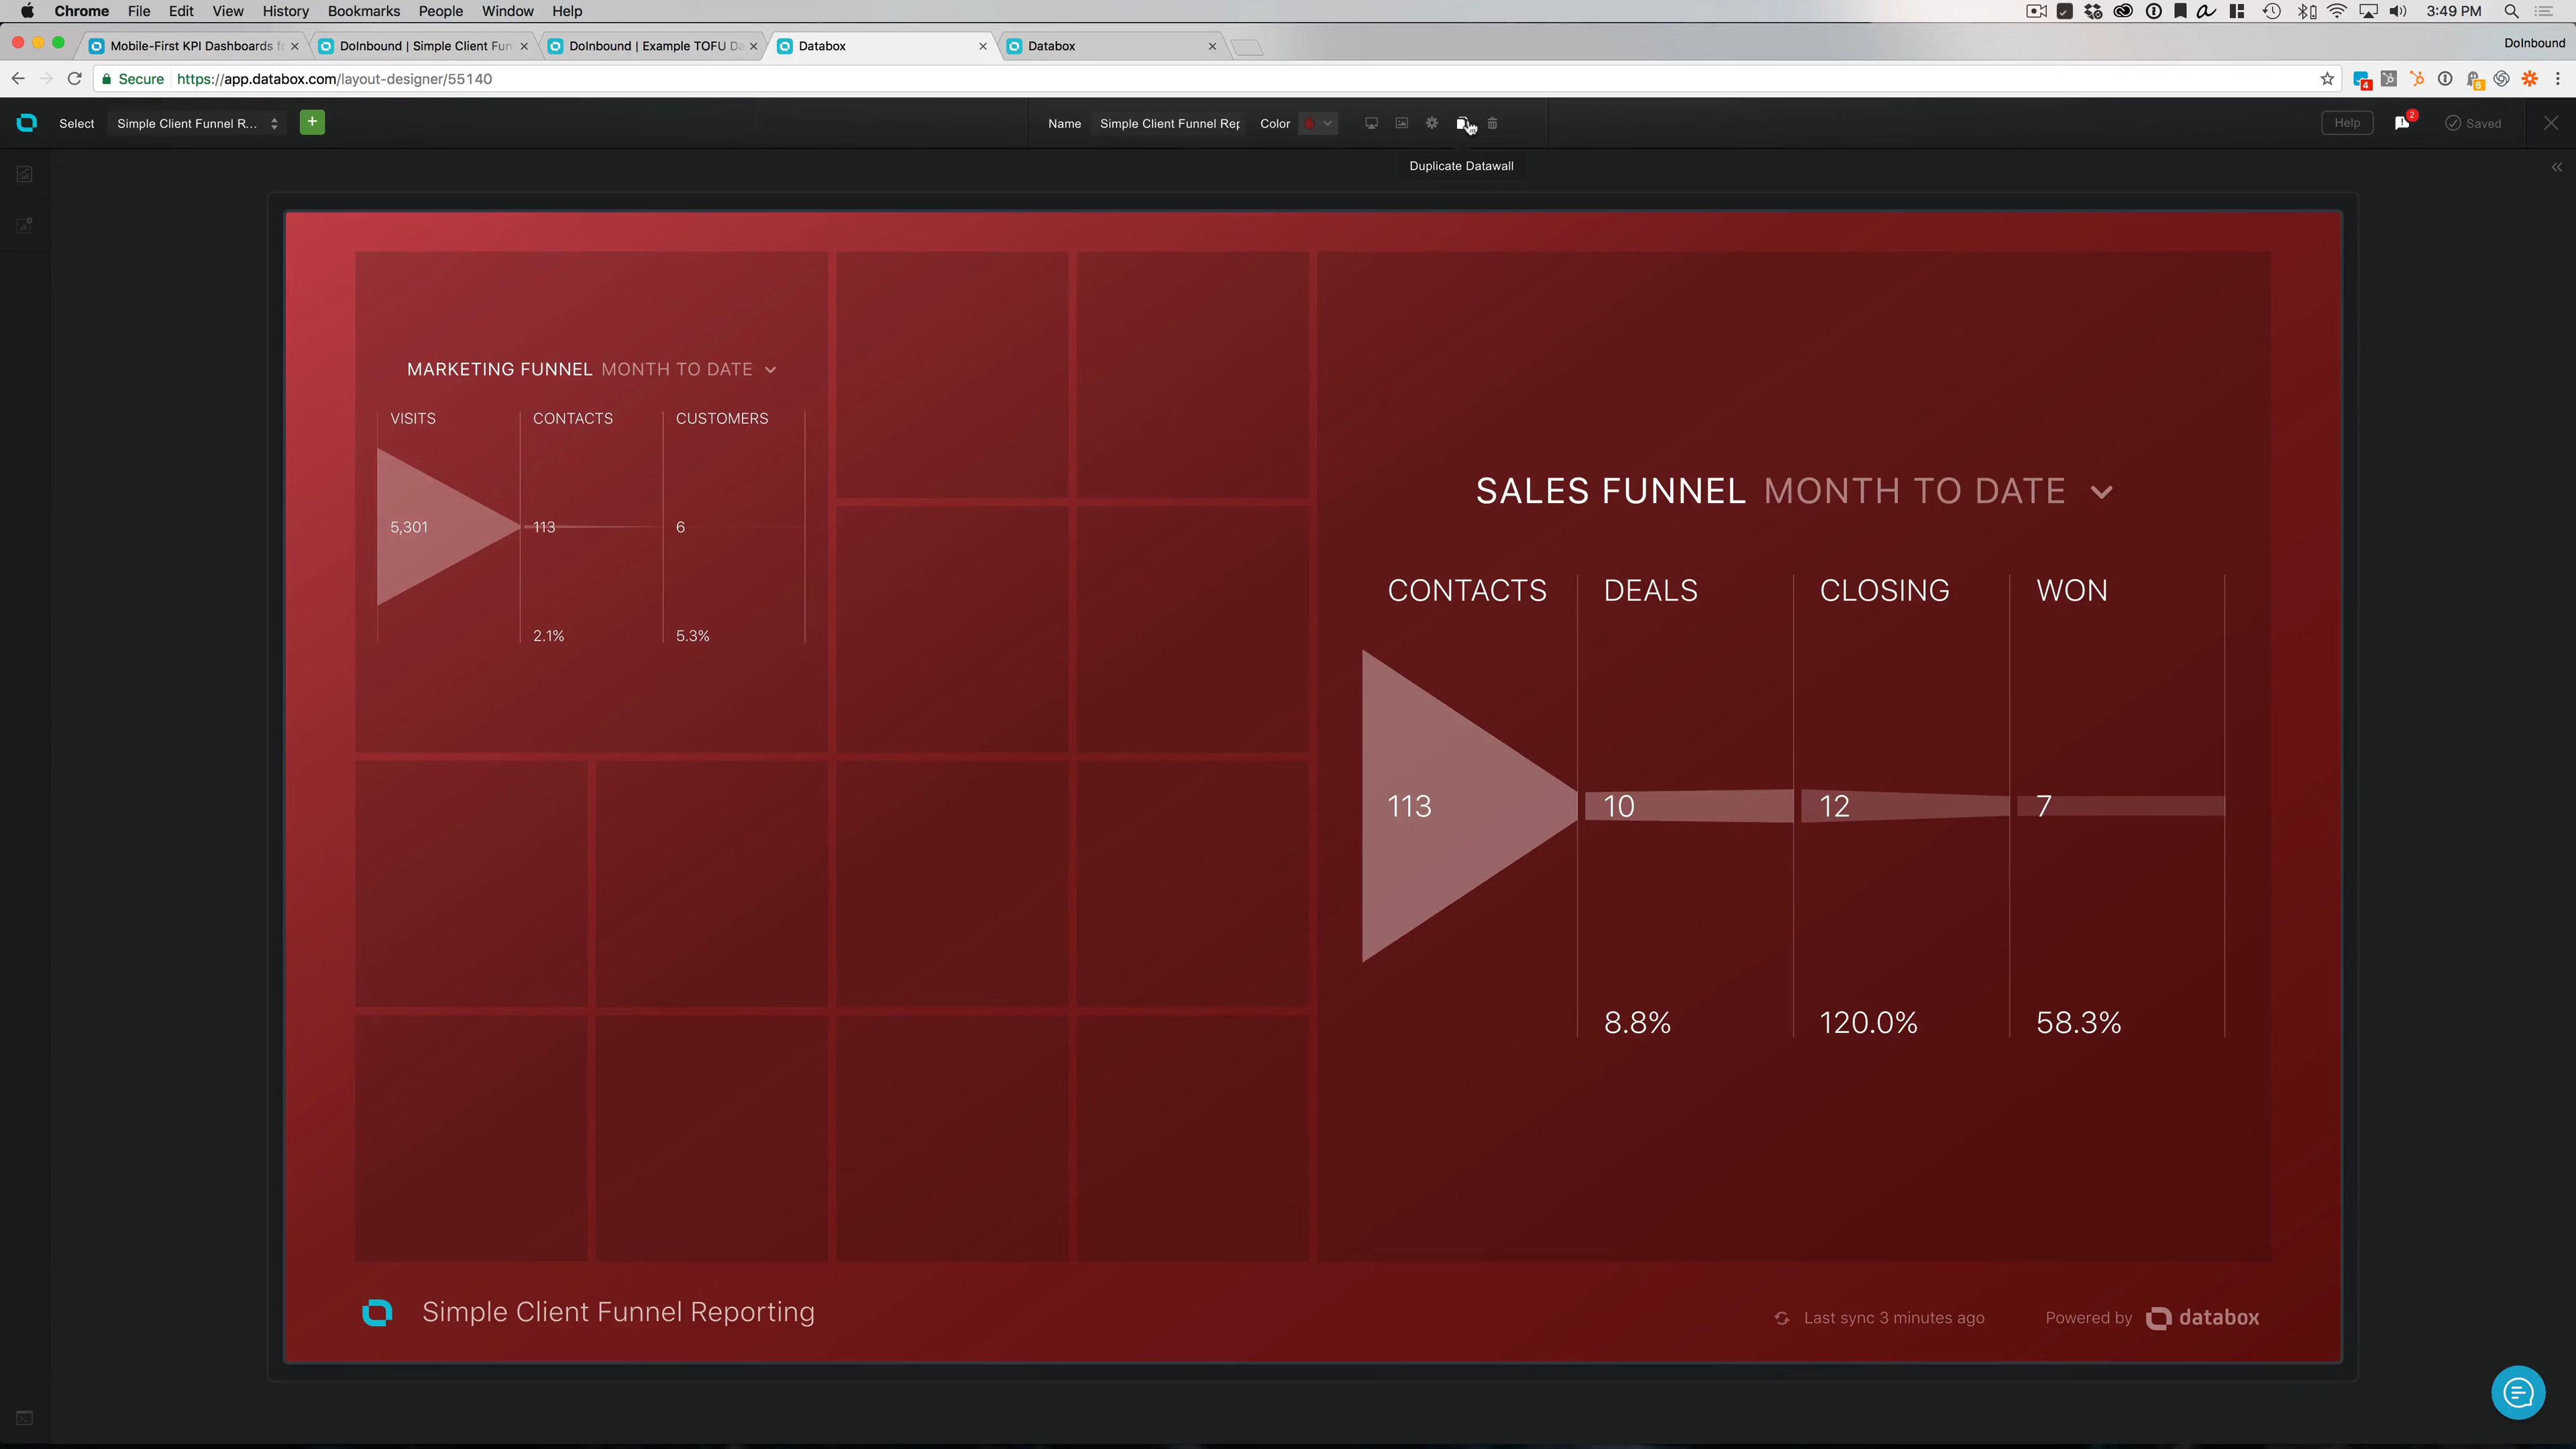 Chrome File Edit View History Bookmarks People Window Help 3:49 PM
Mobile-First KPI Dashboards fo DoInbound | Simple Client Fun DoInbound | Example TOFU Da Databox Databox DoInbound
Secure https://app.databox.com/layout-designer/55140 4 6
Select Simple Client Funnel R... + Name Simple Client Funnel Rep Color Help 2 Saved
Duplicate Datawall
MARKETING FUNNEL MONTH TO DATE
VISITS CONTACTS CUSTOMERS
5,301 113 6
2.1% 5.3%
SALES FUNNEL MONTH TO DATE
CONTACTS DEALS CLOSING WON
113 10 12 7
8.8% 120.0% 58.3%
Simple Client Funnel Reporting
Last sync 3 minutes ago Powered by databox